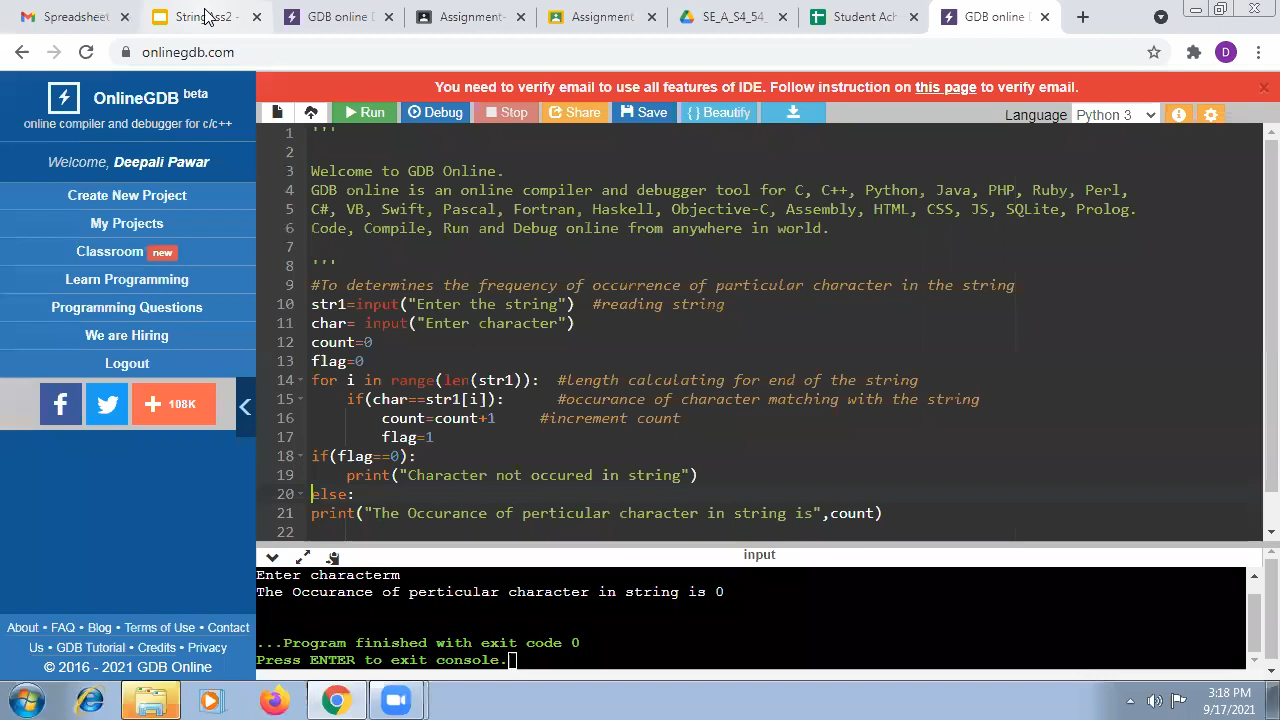 Spreadsheet
Strin ss2 -
GDB online D
Assignment-
Assignment
SE_A_S4_54_
Student Ach
GDB online D
onlinegdb.com
OnlineGDB beta
online compiler and debugger for c/c++
Welcome, Deepali Pawar
Create New Project
My Projects
Classroom new
Learn Programming
Programming Questions
We are Hiring
Logout
108K
About • FAQ • Blog • Terms of Use • Contact
Us • GDB Tutorial • Credits • Privacy
© 2016 - 2021 GDB Online
You need to verify email to use all features of IDE. Follow instruction on this page to verify email.
Run Debug Stop Share Save { } Beautify
Language Python 3
1 '''
2
3 Welcome to GDB Online.
4 GDB online is an online compiler and debugger tool for C, C++, Python, Java, PHP, Ruby, Perl,
5 C#, VB, Swift, Pascal, Fortran, Haskell, Objective-C, Assembly, HTML, CSS, JS, SQLite, Prolog.
6 Code, Compile, Run and Debug online from anywhere in world.
7
8 '''
9 #To determines the frequency of occurrence of particular character in the string
10 str1=input("Enter the string") #reading string
11 char= input("Enter character")
12 count=0
13 flag=0
14 for i in range(len(str1)): #length calculating for end of the string
15 if(char==str1[i]): #occurance of character matching with the string
16 count=count+1 #increment count
17 flag=1
18 if(flag==0):
19 print("Character not occured in string")
20 else:
21 print("The Occurance of perticular character in string is",count)
22
input
Enter characterm
The Occurance of perticular character in string is 0
...Program finished with exit code 0
Press ENTER to exit console.
3:18 PM
9/17/2021